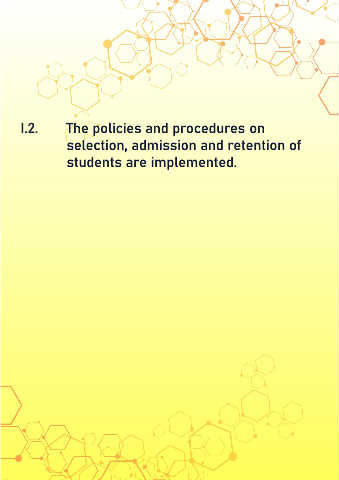 I.2. The policies and procedures on
selection, admission and retention of
students are implemented.